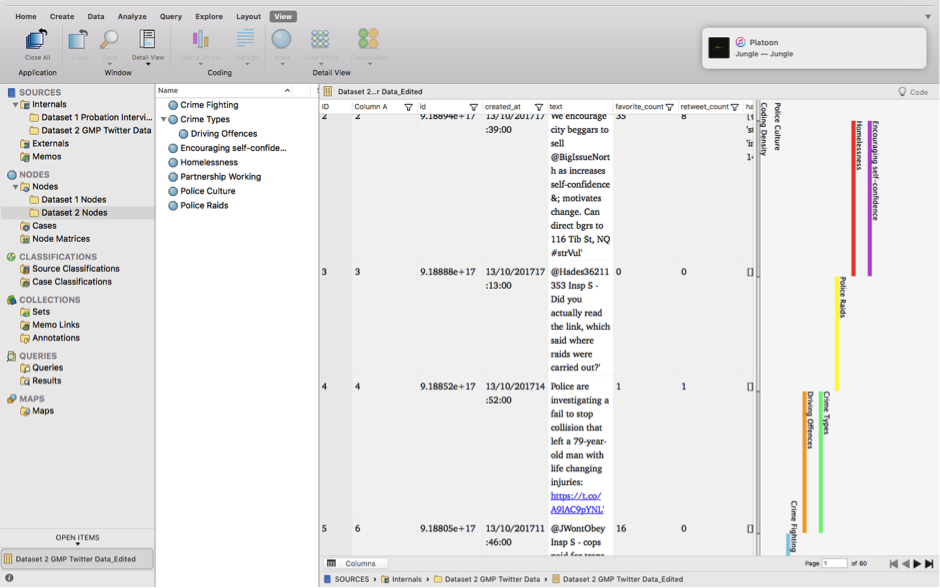 Home Create Data Analyze Query Explore Layout View
Platoon
Jungle — Jungle
Close All Detail View
Application Window Coding Detail View
SOURCES
Internals
Dataset 1 Probation Intervi...
Dataset 2 GMP Twitter Data
Externals
Memos
NODES
Nodes
Dataset 1 Nodes
Dataset 2 Nodes
Cases
Node Matrices
CLASSIFICATIONS
Source Classifications
Case Classifications
COLLECTIONS
Sets
Memo Links
Annotations
QUERIES
Queries
Results
MAPS
Maps
OPEN ITEMS
Dataset 2 GMP Twitter Data_Edited
Name
Crime Fighting
Crime Types
Driving Offences
Encouraging self-confide...
Homelessness
Partnership Working
Police Culture
Police Raids
Dataset 2...r Data_Edited
Code
ID Column A id created_at text favorite_count retweet_count ha
2 2 9.18894e+17 13/10/201717 We encourage 35 8 [{
:39:00 city beggars to
sell
@BigIssueNort
h as increases
self-confidence
&; motivates
change. Can
direct bgrs to
116 Tib St, NQ
#strVul'
3 3 9.18888e+17 13/10/201717 @Hades36211 0 0 []
:13:00 353 Insp S -
Did you
actually read
the link, which
said where
raids were
carried out?'
4 4 9.18852e+17 13/10/201714 Police are 1 1 []
:52:00 investigating a
fail to stop
collision that
left a 79-year-
old man with
life changing
injuries:
https://t.co/
A9lAC9pYNL'
5 6 9.18805e+17 13/10/201711 @JWontObey 16 0 []
:46:00 Insp S - cops
Coding Density
Police Culture
Homelessness
Encouraging self-confidence
Police Raids
Driving Offences
Crime Types
Crime Fighting
Columns
Page 1 of 60
SOURCES Internals Dataset 2 GMP Twitter Data Dataset 2 GMP Twitter Data_Edited